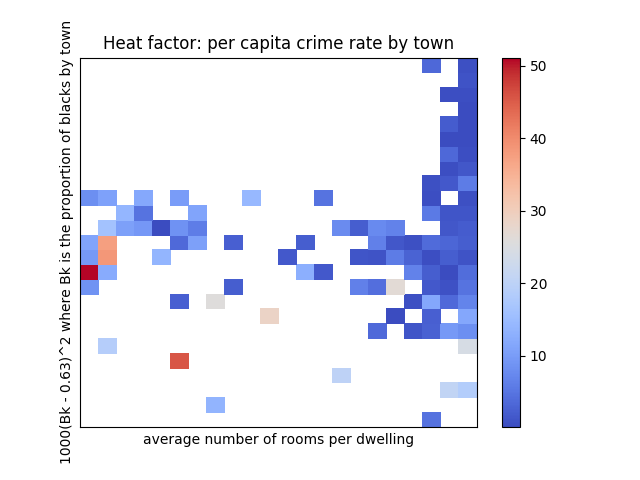 Heat factor: per capita crime rate by town
1000(Bk - 0.63)^2 where Bk is the proportion of blacks by town
average number of rooms per dwelling
50
40
30
20
10